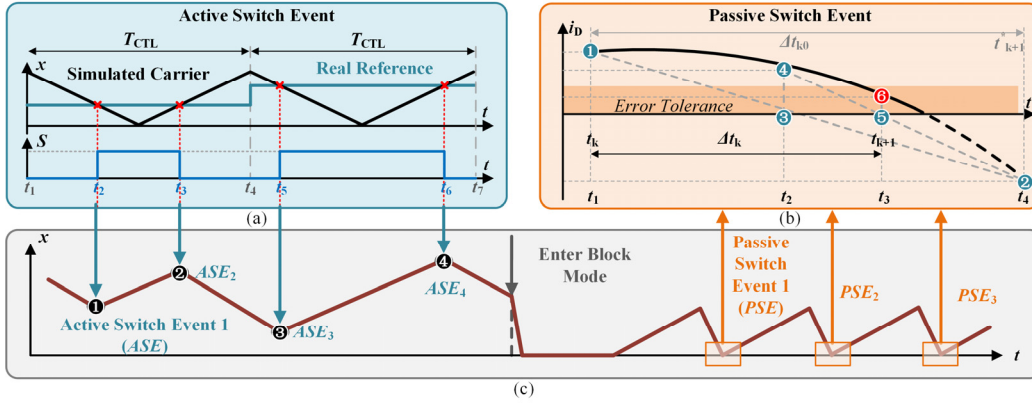 Active Switch Event
T_CTL
T_CTL
x
Simulated Carrier
Real Reference
t
S
t
t₁
t₂
t₃
t₄
t₅
t₆
t₇
(a)
Passive Switch Event
i_D
Δt_k0
t*_k+1
1
4
6
Error Tolerance
3
5
t
t_k
t_k+1
Δt_k
2
t₁
t₂
t₃
t₄
(b)
x
1
Active Switch Event 1
(ASE)
2
ASE₂
3
ASE₃
4
ASE₄
Enter Block
Mode
Passive
Switch
Event 1
(PSE)
PSE₂
PSE₃
t
(c)